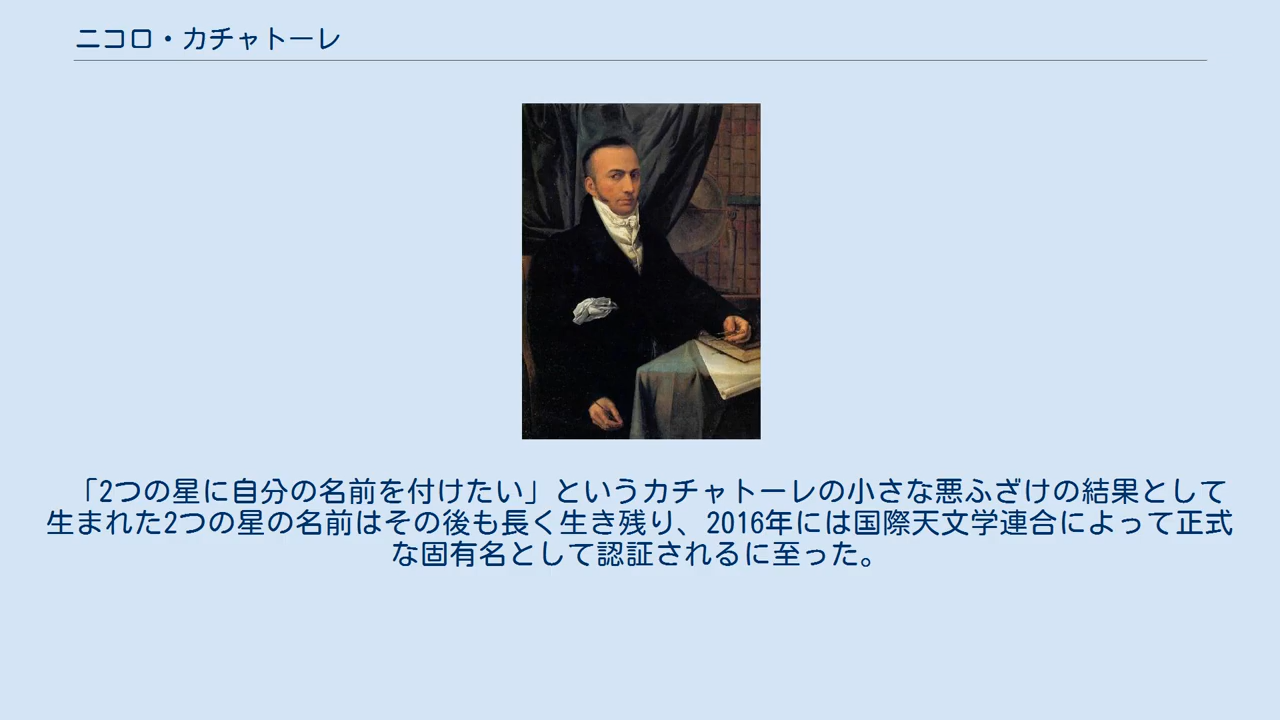 ニコロ・カチャトーレ
「2つの星に自分の名前を付けたい」というカチャトーレの小さな悪ふざけの結果として
生まれた2つの星の名前はその後も長く生き残り、2016年には国際天文学連合によって正式
な固有名として認証されるに至った。